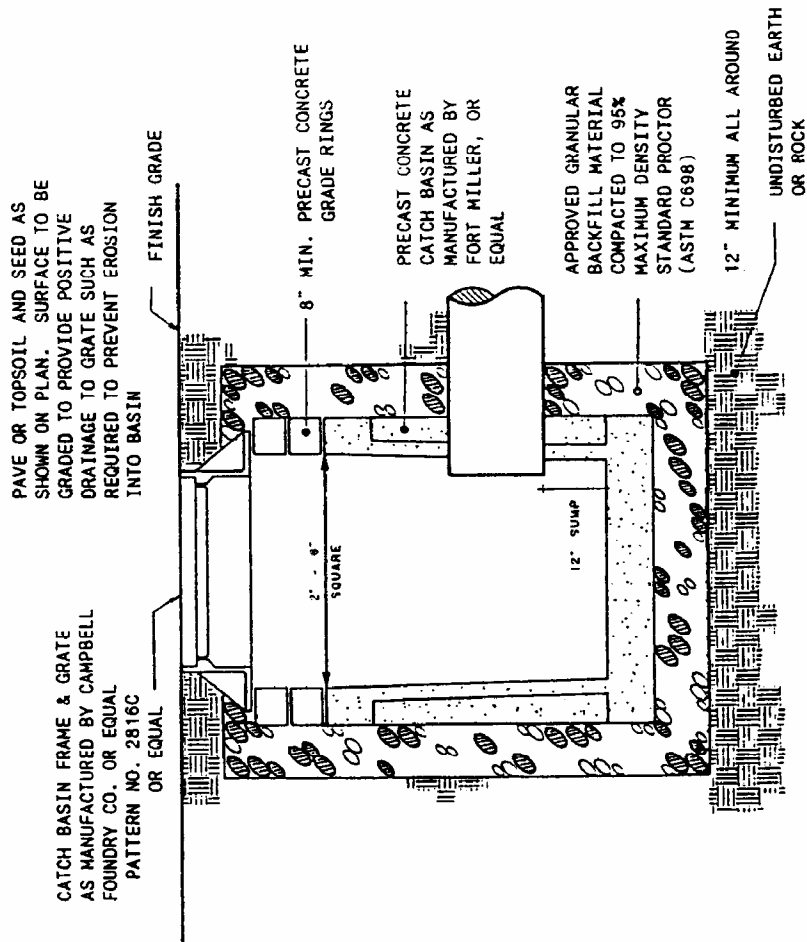 PAVE OR TOPSOIL AND SEED AS
SHOWN ON PLAN. SURFACE TO BE
GRADED TO PROVIDE POSITIVE
DRAINAGE TO GRATE SUCH AS
REQUIRED TO PREVENT EROSION
INTO BASIN
FINISH GRADE
CATCH BASIN FRAME & GRATE
AS MANUFACTURED BY CAMPBELL
FOUNDRY CO. OR EQUAL
PATTERN NO. 2816C
OR EQUAL
8" MIN. PRECAST CONCRETE
GRADE RINGS
PRECAST CONCRETE
CATCH BASIN AS
MANUFACTURED BY
FORT MILLER, OR
EQUAL
2" - 6"
SQUARE
12" SUMP
APPROVED GRANULAR
BACKFILL MATERIAL
COMPACTED TO 95%
MAXIMUM DENSITY
STANDARD PROCTOR
(ASTM C698)
12" MINIMUM ALL AROUND
UNDISTURBED EARTH
OR ROCK